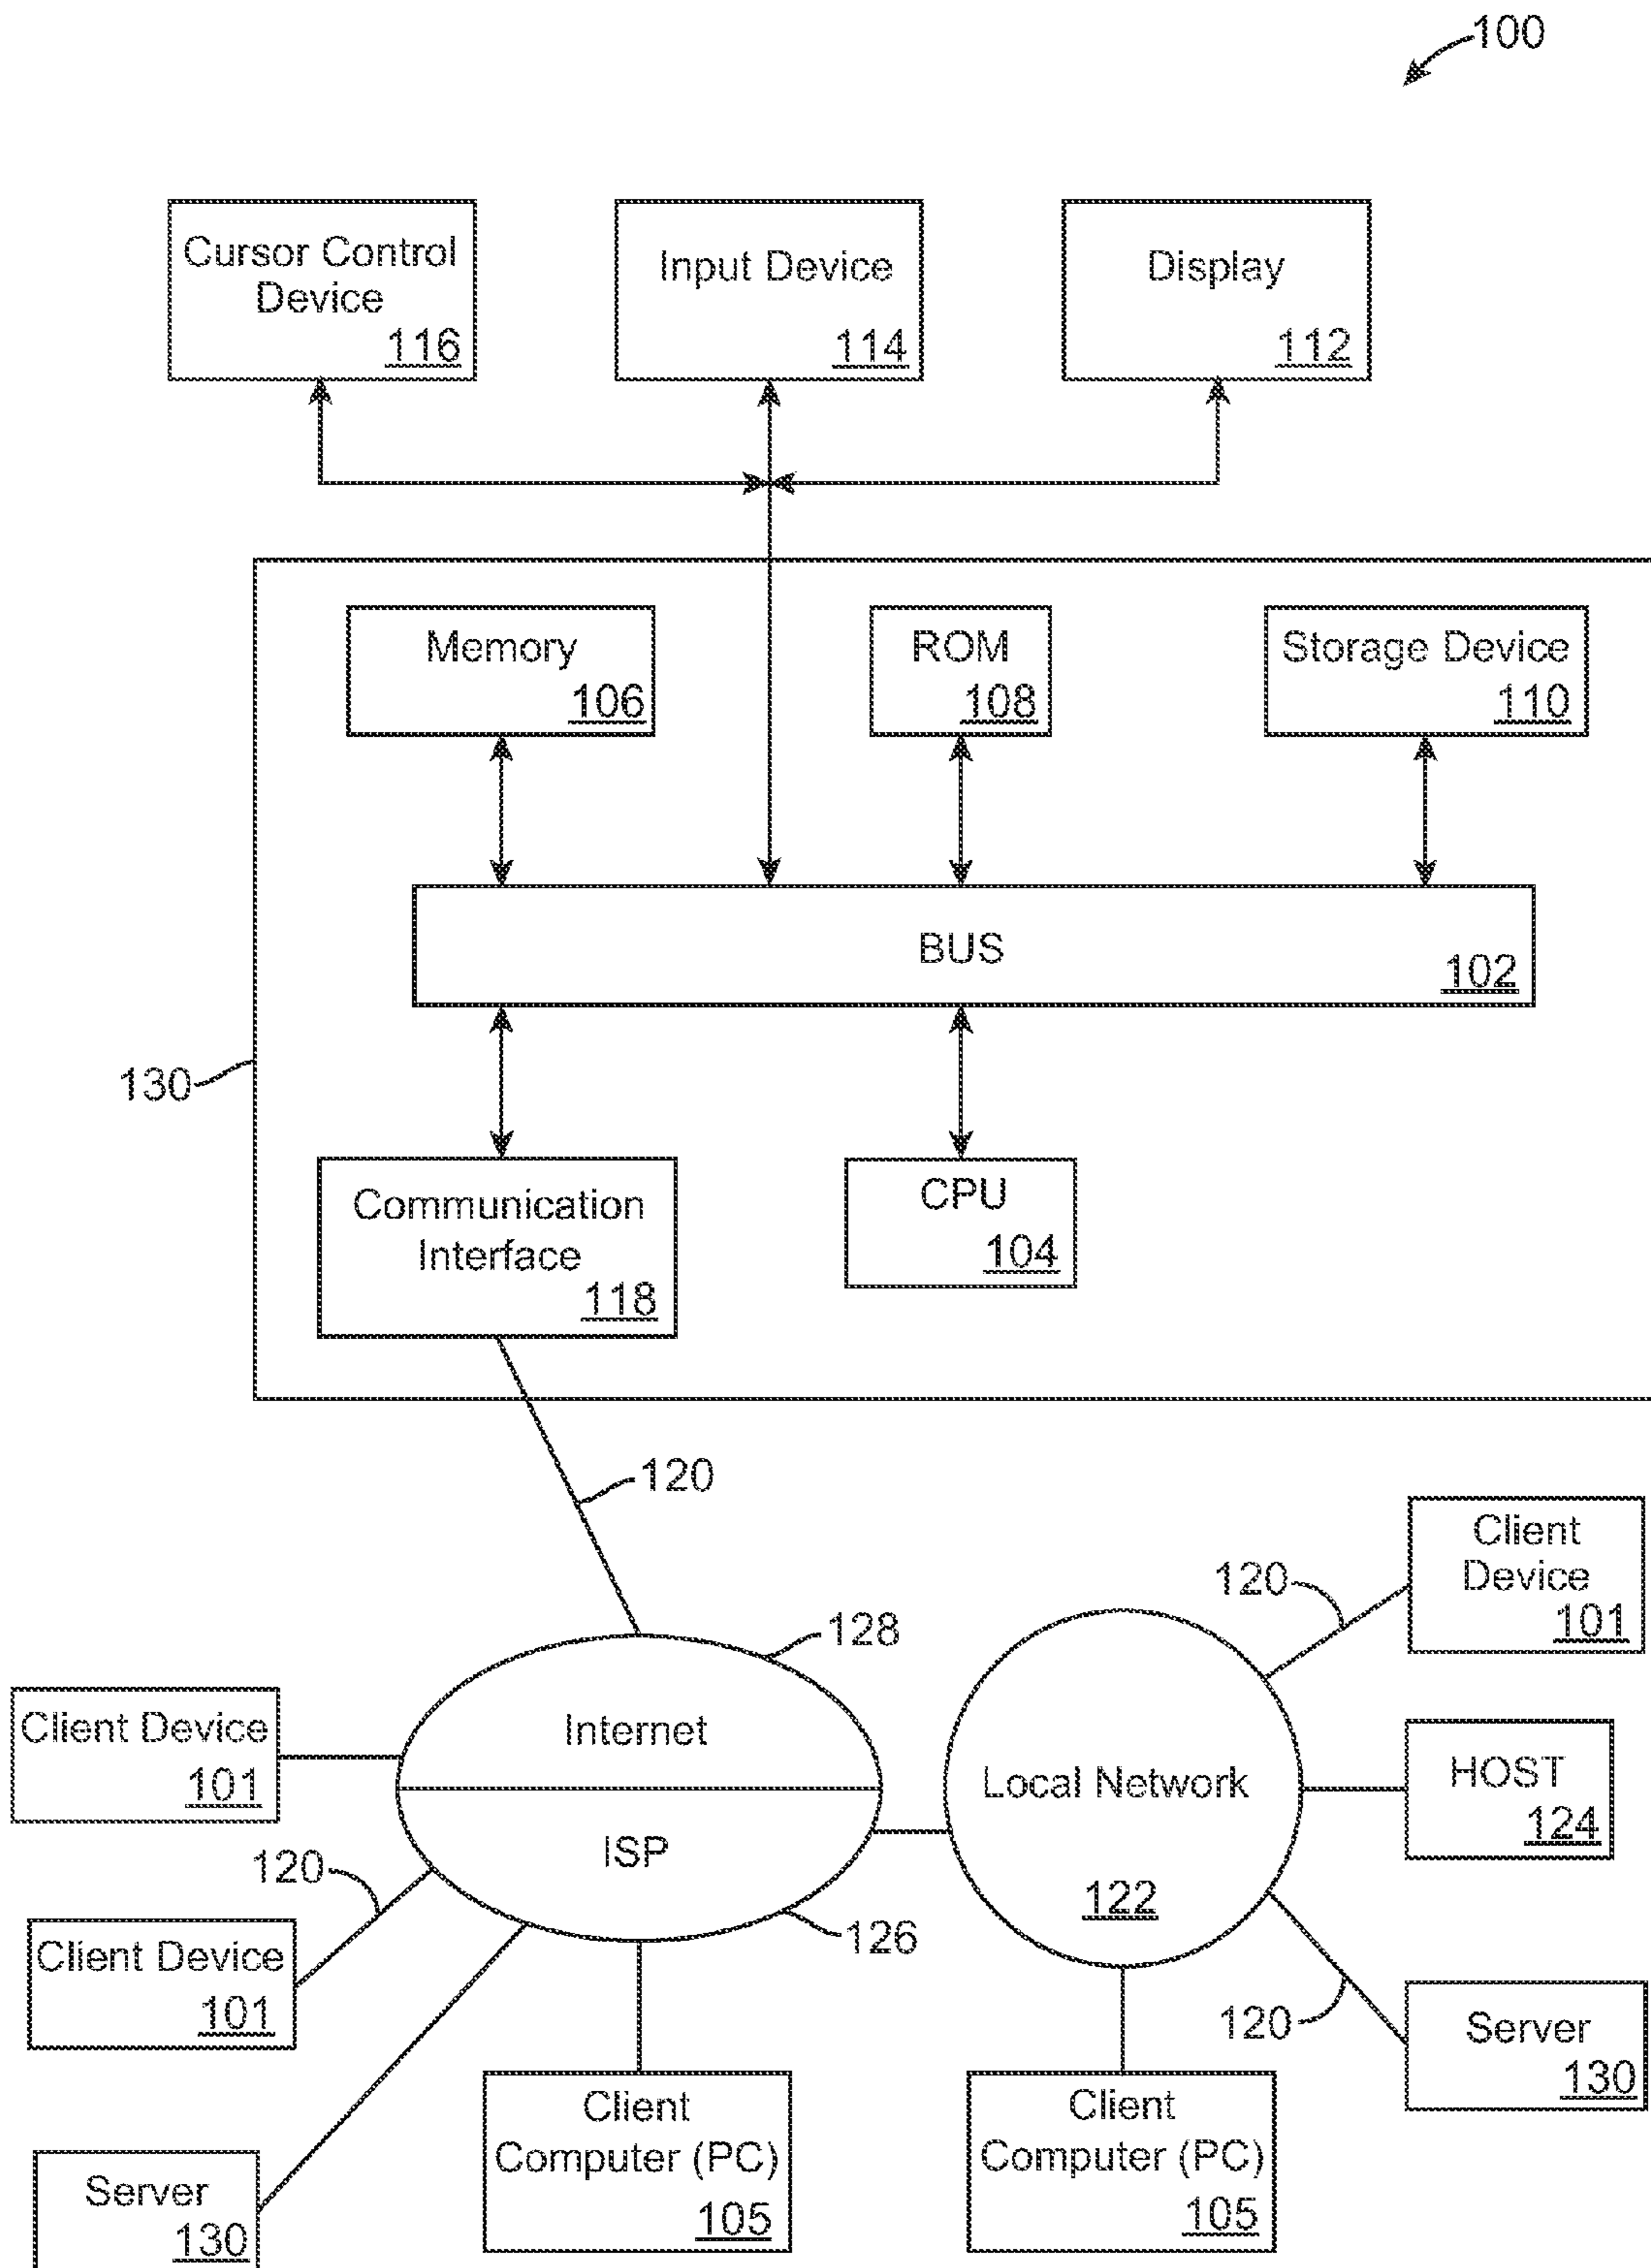 100
Cursor Control
Device
116
Input Device
114
Display
112
Memory
106
ROM
108
Storage Device
110
BUS
102
130
Communication
Interface
118
CPU
104
120
Client
Device
101
120
128
Client Device
101
Internet
Local Network
122
HOST
124
ISP
120
126
Client Device
101
120
Server
130
Client
Computer (PC)
105
Client
Computer (PC)
105
Server
130